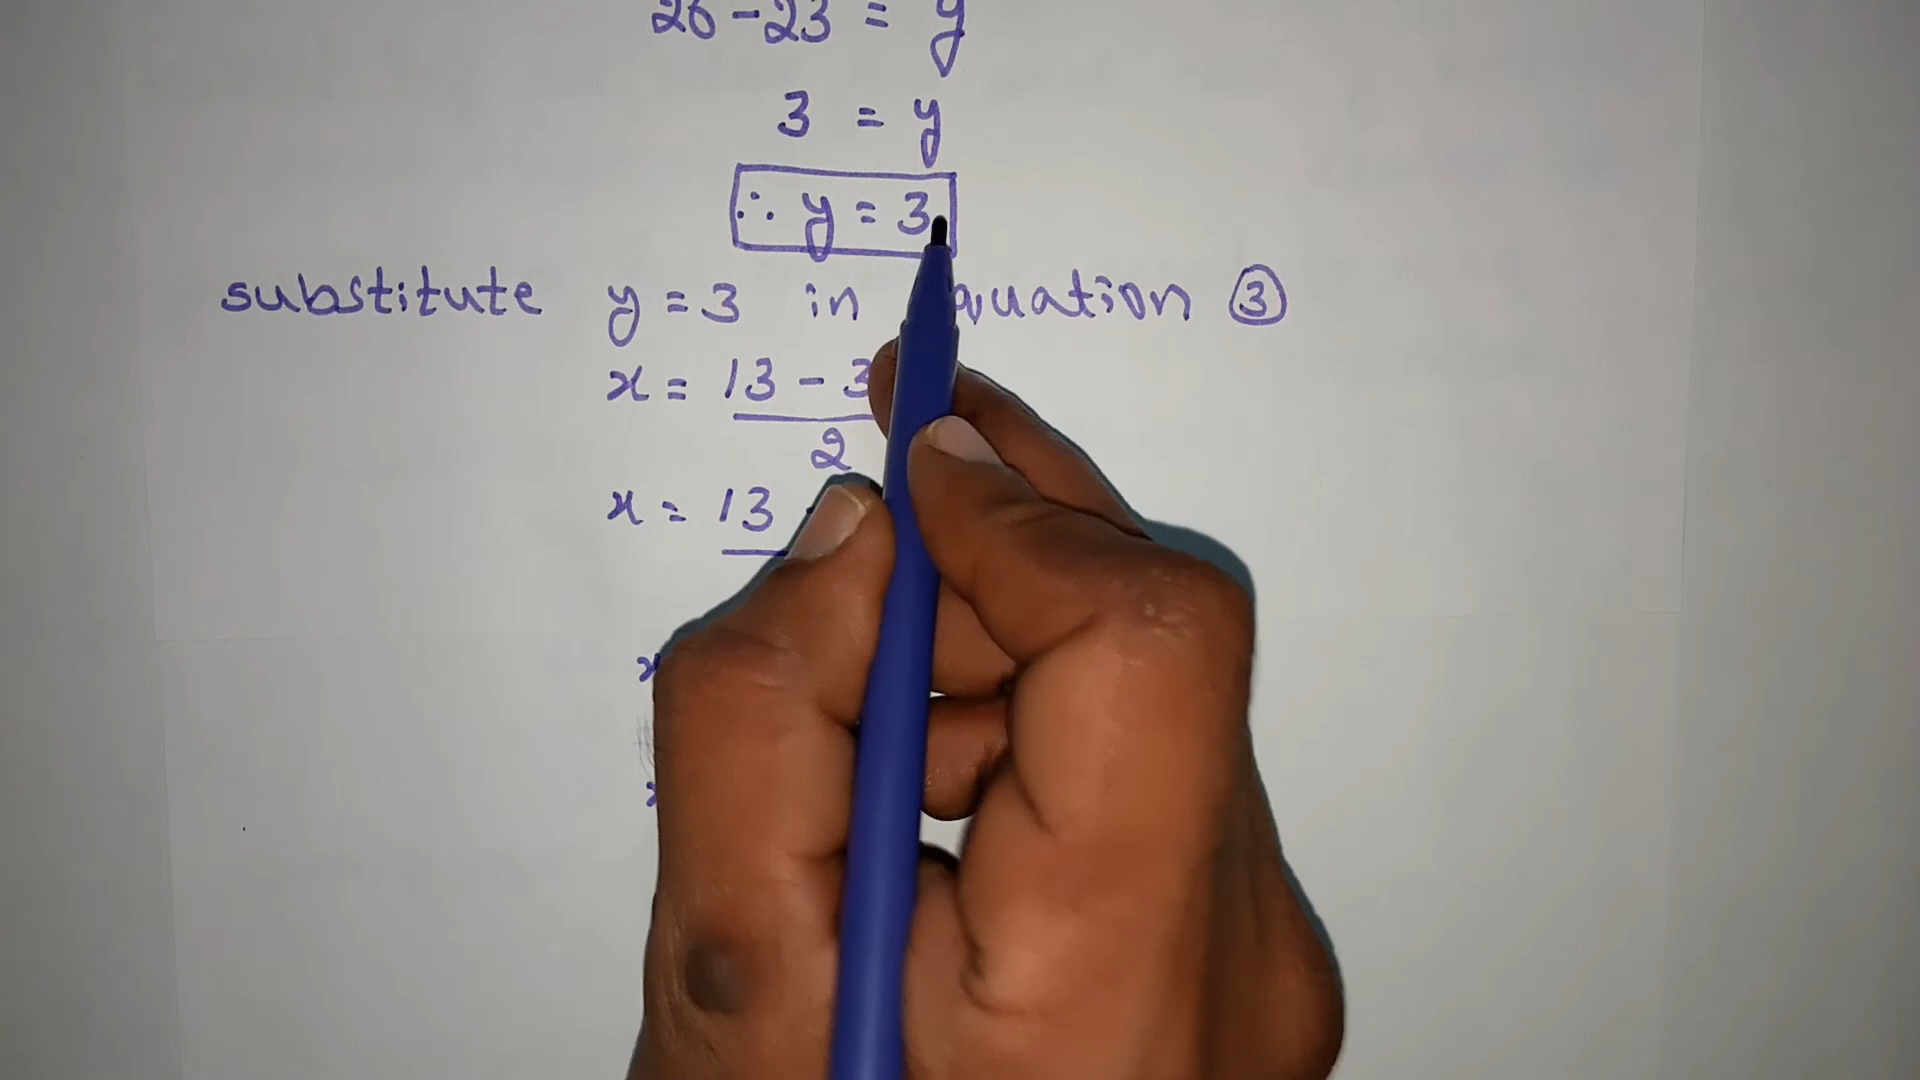 26 - 23 = y
3 = y
∴ y = 3
substitute y = 3 in equation ③
x = 13 - 3
2
x = 13
x